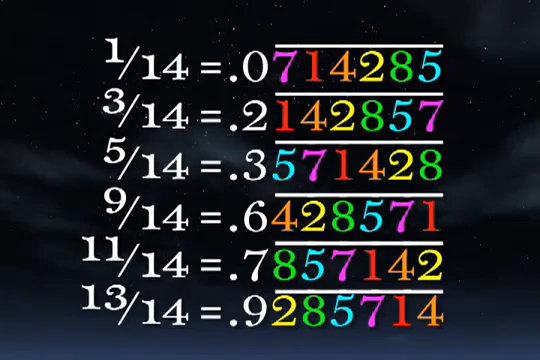 1/14 = .0714285
3/14 = .2142857
5/14 = .3571428
9/14 = .6428571
11/14 = .7857142
13/14 = .9285714